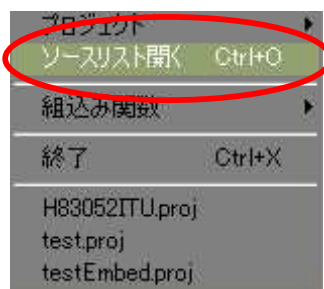 プロジェクト
ソースリスト開く Ctrl+O
組込み関数
終了 Ctrl+X
H83052ITU.proj
test.proj
testEmbed.proj